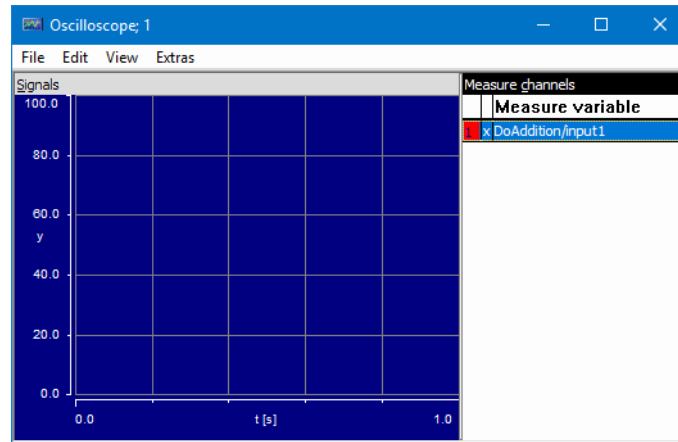 Oscilloscope; 1
File Edit View Extras
Signals
100.0
80.0
60.0
y
40.0
20.0
0.0
0.0 t [s] 1.0
Measure channels
Measure variable
1 x DoAddition/input1